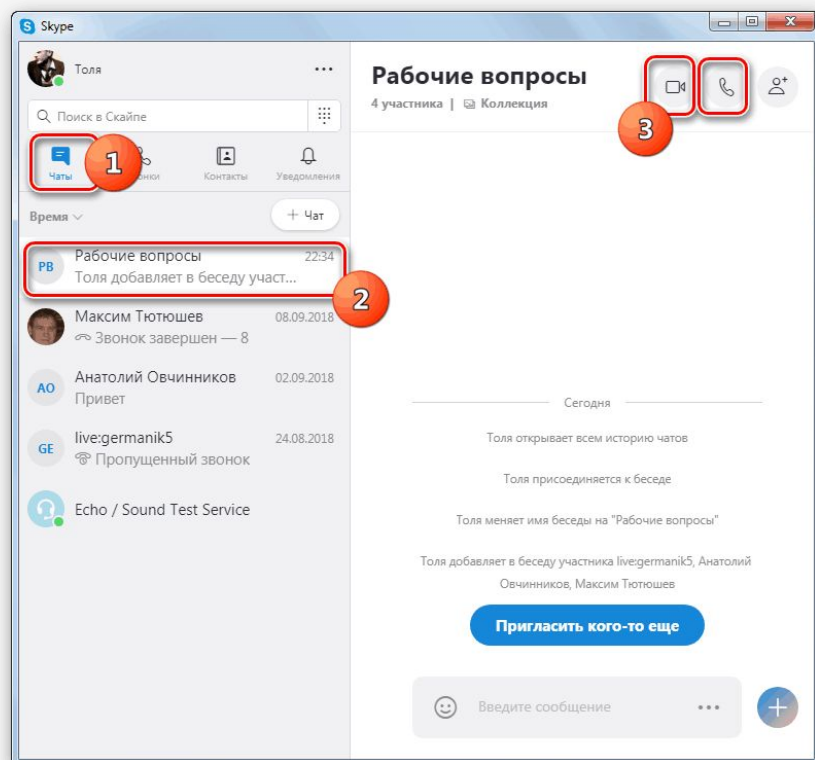 Skype
Толя
Поиск в Скайпе
Чаты
Контакты
Уведомления
1
Время
+ Чат
РВ
Рабочие вопросы
22:34
Толя добавляет в беседу участ...
2
Максим Тютюшев
08.09.2018
Звонок завершен — 8
АО
Анатолий Овчинников
02.09.2018
Привет
GE
live:germanik5
24.08.2018
Пропущенный звонок
Echo / Sound Test Service
Рабочие вопросы
4 участника | Коллекция
3
Сегодня
Толя открывает всем историю чатов
Толя присоединяется к беседе
Толя меняет имя беседы на "Рабочие вопросы"
Толя добавляет в беседу участника live:germanik5, Анатолий
Овчинников, Максим Тютюшев
Пригласить кого-то еще
Введите сообщение